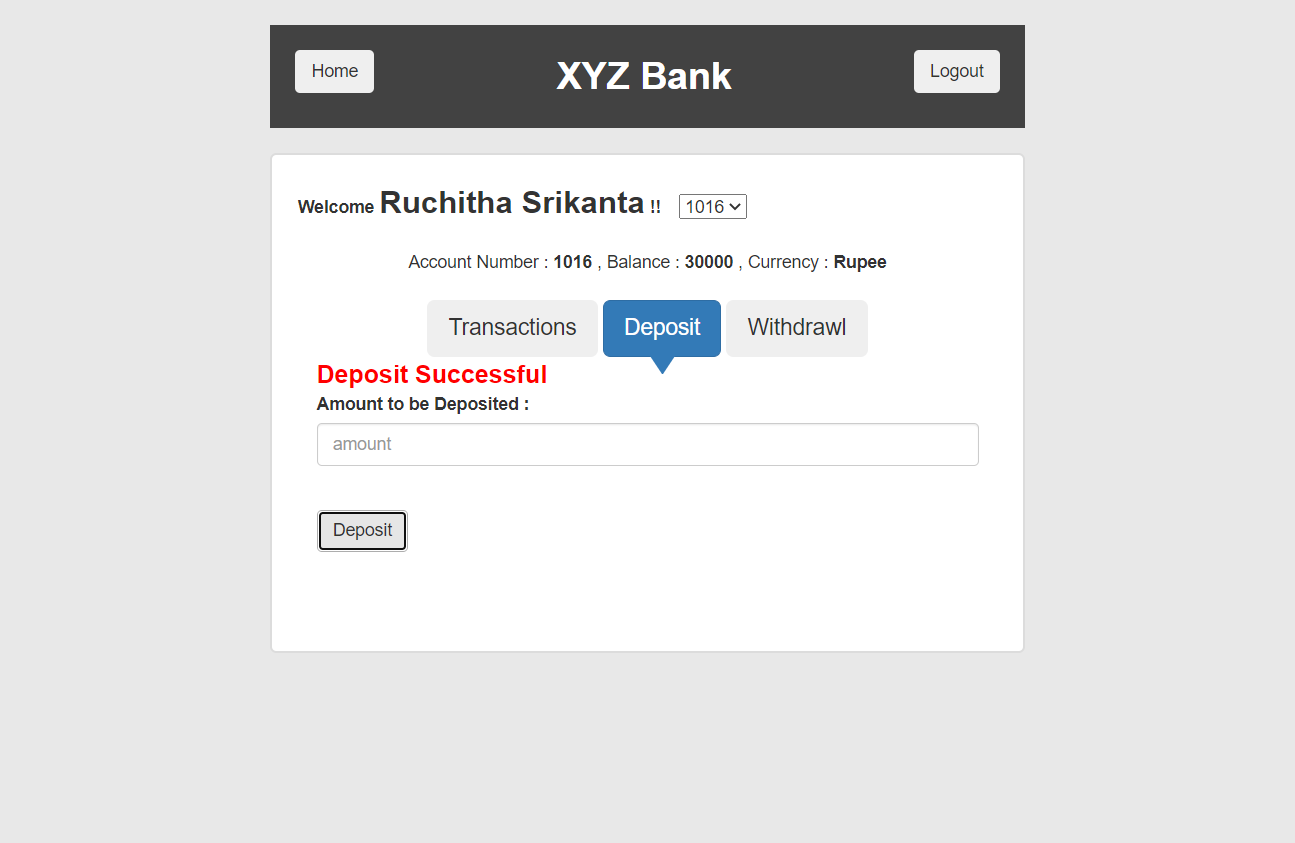 Home XYZ Bank Logout
Welcome Ruchitha Srikanta !! 1016
Account Number : 1016 , Balance : 30000 , Currency : Rupee
Transactions Deposit Withdrawl
Deposit Successful
Amount to be Deposited :
amount
Deposit